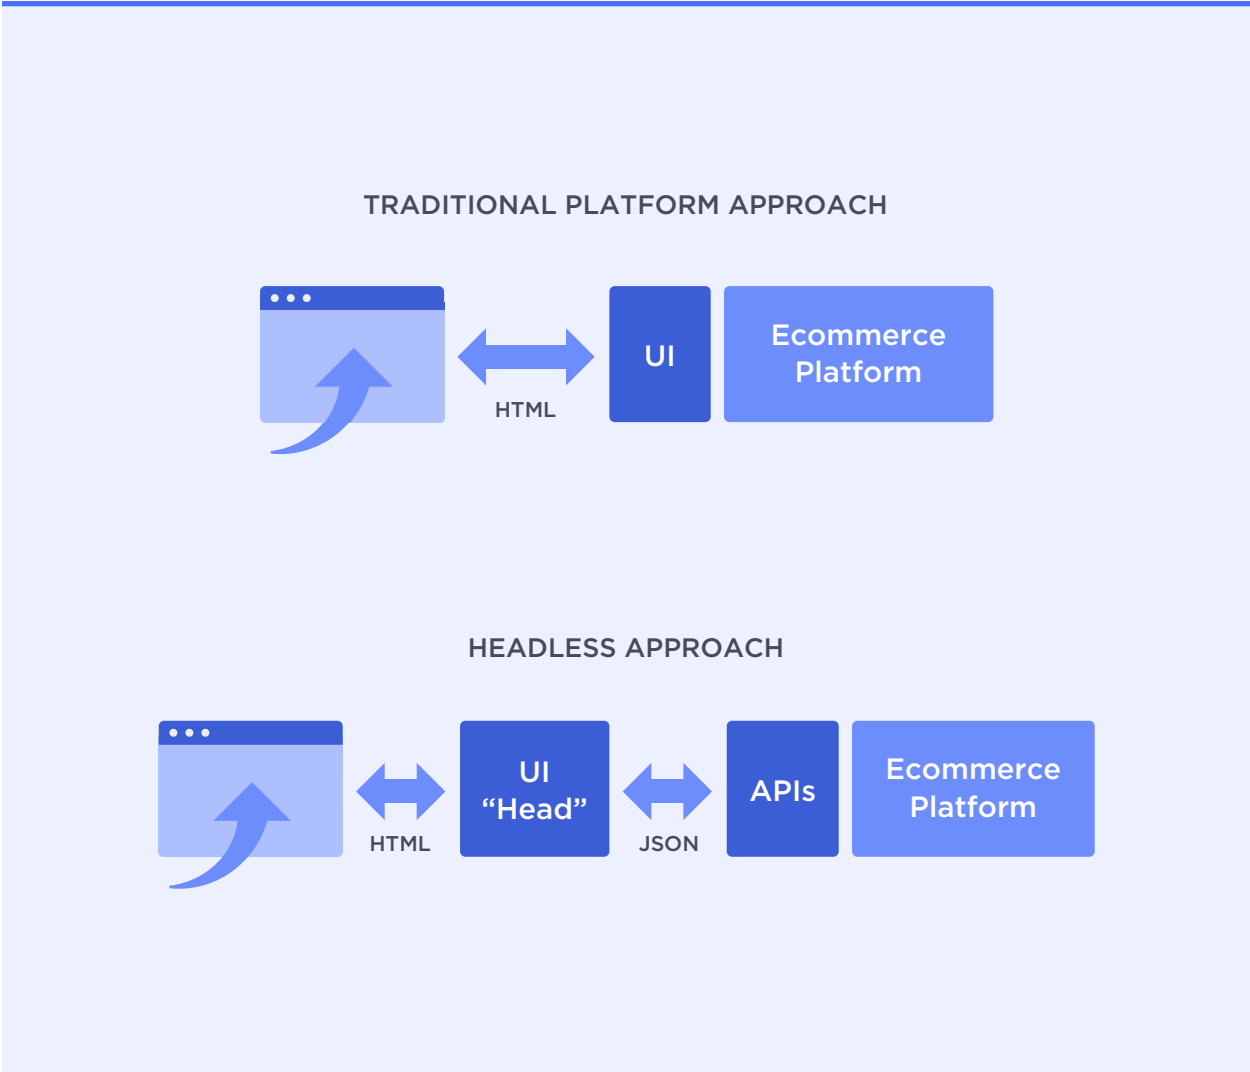 TRADITIONAL PLATFORM APPROACH
HTML
UI
Ecommerce
Platform
HEADLESS APPROACH
HTML
UI
“Head”
JSON
APIs
Ecommerce
Platform